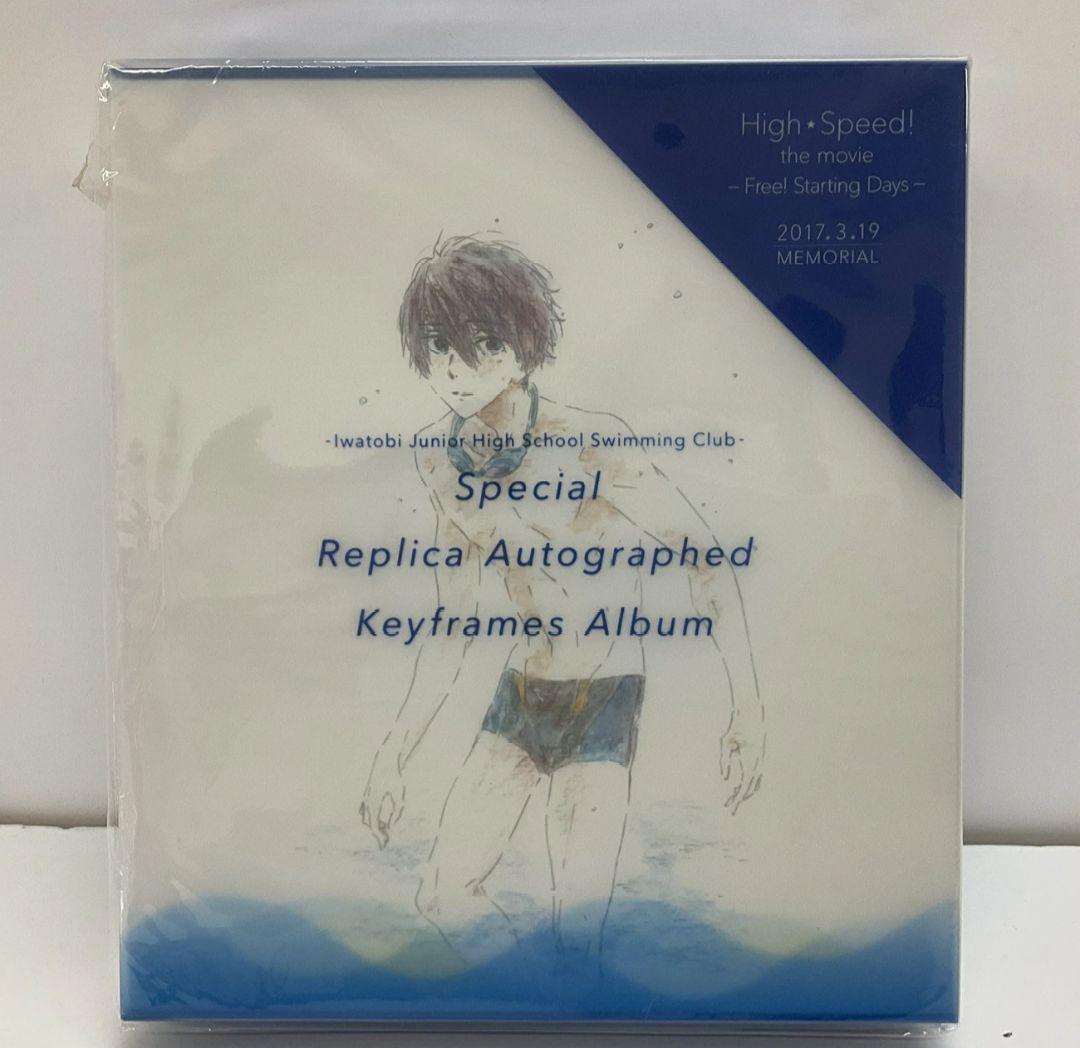 High★Speed!
the movie
– Free! Starting Days –
2017.3.19
MEMORIAL
-Iwatobi Junior High School Swimming Club-
Special
Replica Autographed
Keyframes Album